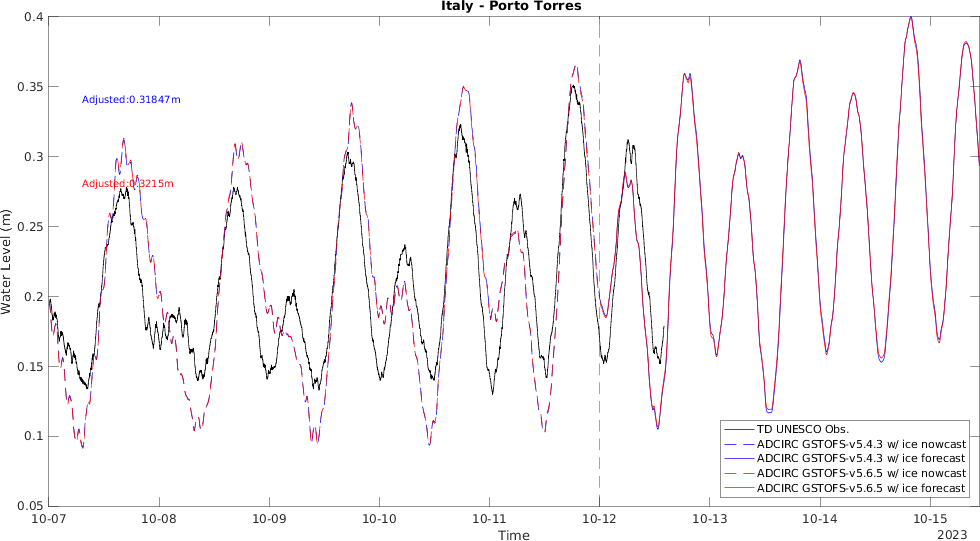 Italy - Porto Torres
0.4
0.35
0.3
0.25
0.2
0.15
0.1
0.05
Water Level (m)
Adjusted:0.31847m
Adjusted:0.3215m
TD UNESCO Obs.
ADCIRC GSTOFS-v5.4.3 w/ ice nowcast
ADCIRC GSTOFS-v5.4.3 w/ ice forecast
ADCIRC GSTOFS-v5.6.5 w/ ice nowcast
ADCIRC GSTOFS-v5.6.5 w/ ice forecast
10-07 10-08 10-09 10-10 10-11 10-12 10-13 10-14 10-15
Time
2023